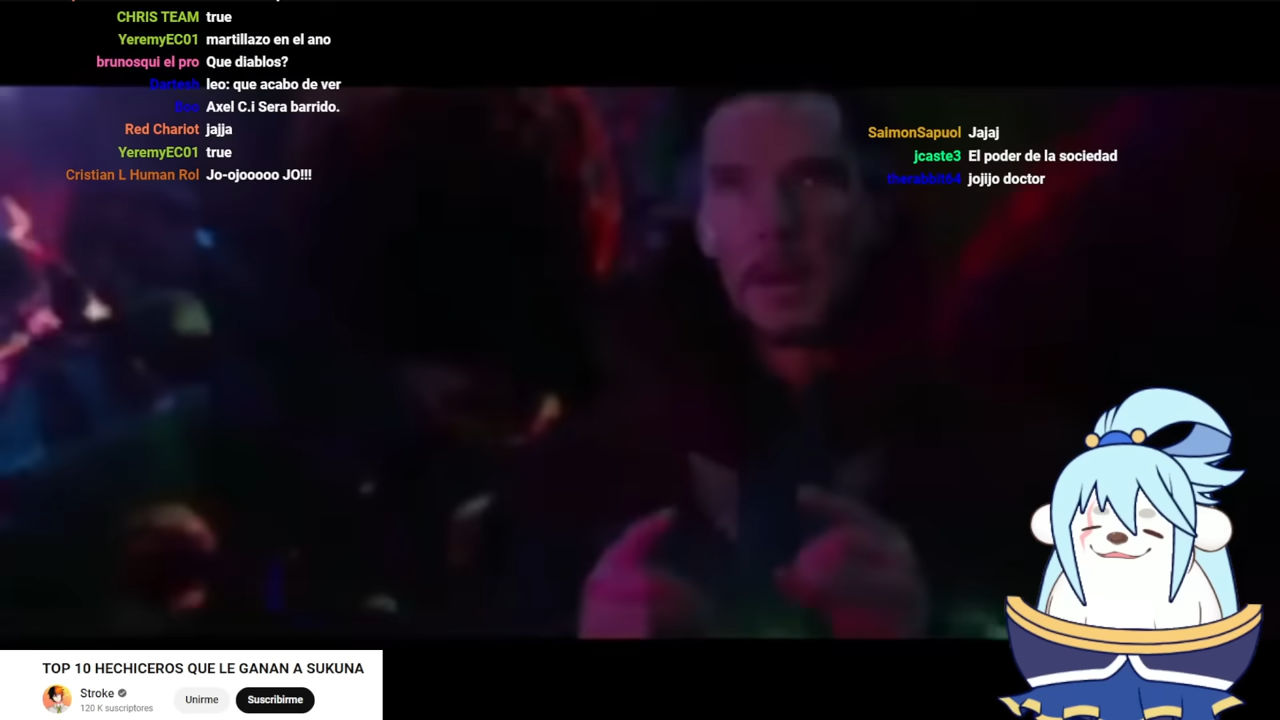 CHRIS TEAM true
YeremyEC01 martillazo en el ano
brunosqui el pro Que diablos?
Dartesh leo: que acabo de ver
Axel C.i Sera barrido.
Red Chariot jajja
YeremyEC01 true
Cristian L Human Rol Jo-ojooooo JO!!!
SaimonSapuol Jajaj
jcaste3 El poder de la sociedad
therabbit64 jojijo doctor
TOP 10 HECHICEROS QUE LE GANAN A SUKUNA
Stroke
120 K suscriptores
Unirme
Suscribirme